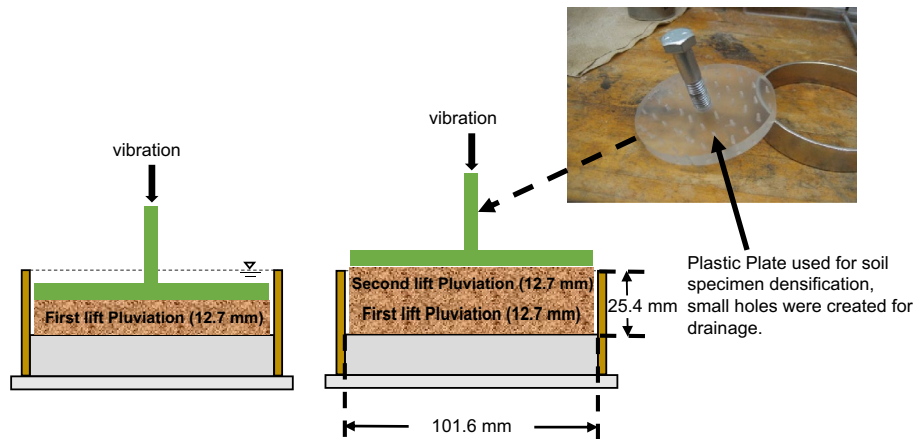 vibration
First lift Pluviation (12.7 mm)
vibration
Second lift Pluviation (12.7 mm)
First lift Pluviation (12.7 mm)
25.4 mm
101.6 mm
Plastic Plate used for soil
specimen densification,
small holes were created for
drainage.